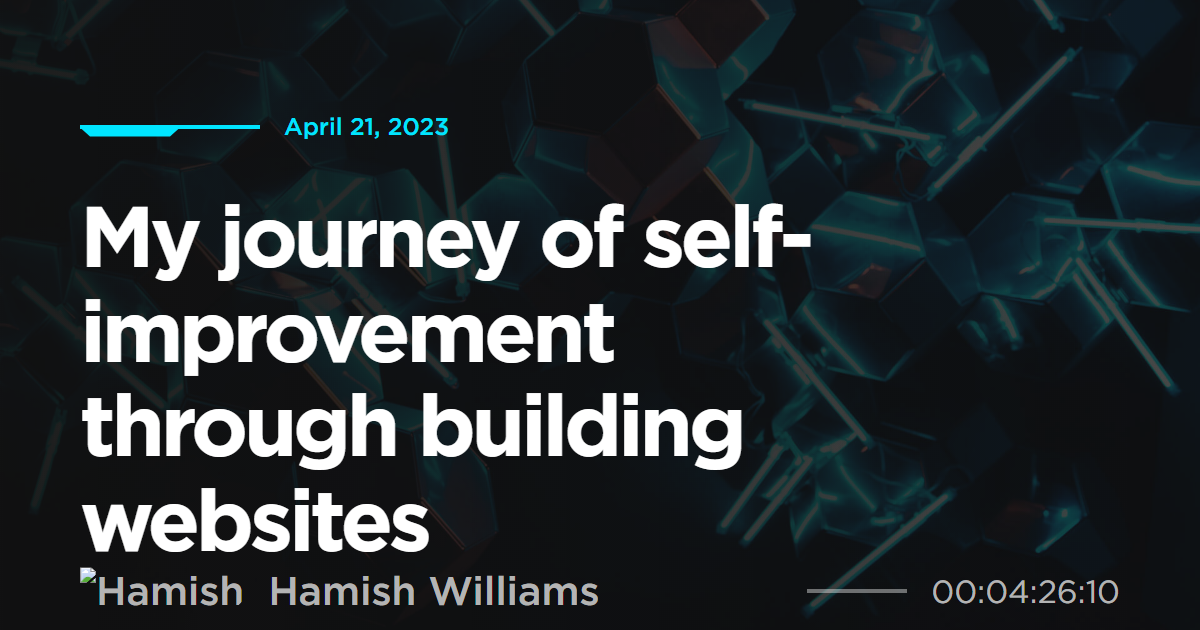 April 21, 2023
My journey of self-
improvement
through building
websites
Hamish Hamish Williams
00:04:26:10